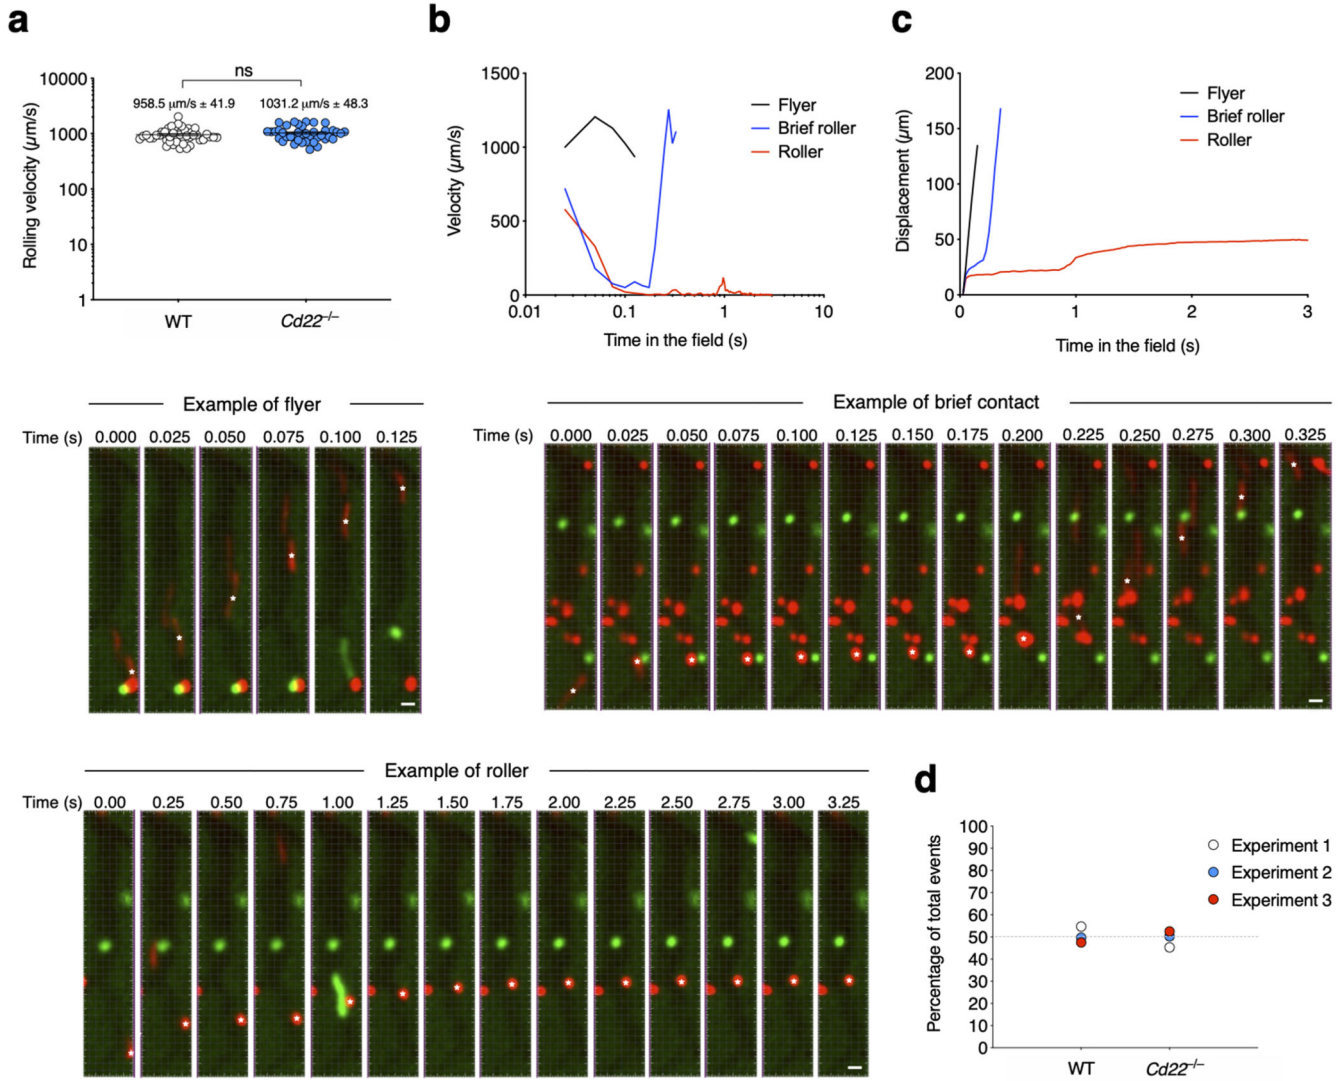 a
ns
958.5 μm/s ± 41.9
1031.2 μm/s ± 48.3
Rolling velocity (μm/s)
10000
1000
100
10
1
WT
Cd22–/–
b
Velocity (μm/s)
1500
1000
500
0
0.01
0.1
1
10
Time in the field (s)
Flyer
Brief roller
Roller
c
Displacement (μm)
200
150
100
50
0
0
1
2
3
Time in the field (s)
Flyer
Brief roller
Roller
Example of flyer
Time (s) 0.000 0.025 0.050 0.075 0.100 0.125
Example of brief contact
Time (s) 0.000 0.025 0.050 0.075 0.100 0.125 0.150 0.175 0.200 0.225 0.250 0.275 0.300 0.325
Example of roller
Time (s) 0.00 0.25 0.50 0.75 1.00 1.25 1.50 1.75 2.00 2.25 2.50 2.75 3.00 3.25
d
Percentage of total events
100
90
80
70
60
50
40
30
20
10
0
WT
Cd22–/–
Experiment 1
Experiment 2
Experiment 3